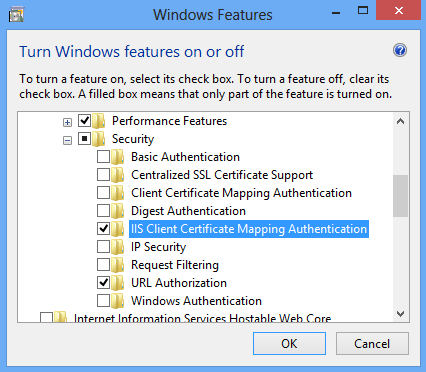 Windows Features
Turn Windows features on or off
To turn a feature on, select its check box. To turn a feature off, clear its
check box. A filled box means that only part of the feature is turned on.
Performance Features
Security
Basic Authentication
Centralized SSL Certificate Support
Client Certificate Mapping Authentication
Digest Authentication
IIS Client Certificate Mapping Authentication
IP Security
Request Filtering
URL Authorization
Windows Authentication
Internet Information Services Hostable Web Core
OK
Cancel